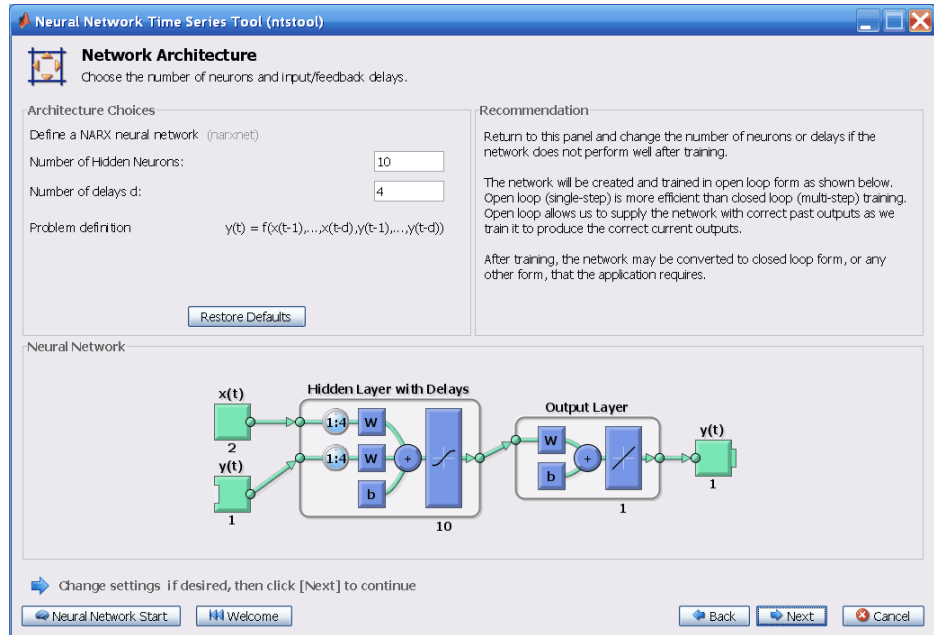 Neural Network Time Series Tool (ntstool)
Network Architecture
Choose the number of neurons and input/feedback delays.
Architecture Choices
Define a NARX neural network (narxnet)
Number of Hidden Neurons: 10
Number of delays d: 4
Problem definition y(t) = f(x(t-1),...,x(t-d),y(t-1),...,y(t-d))
Restore Defaults
Recommendation
Return to this panel and change the number of neurons or delays if the
network does not perform well after training.
The network will be created and trained in open loop form as shown below.
Open loop (single-step) is more efficient than closed loop (multi-step) training.
Open loop allows us to supply the network with correct past outputs as we
train it to produce the correct current outputs.
After training, the network may be converted to closed loop form, or any
other form, that the application requires.
Neural Network
Hidden Layer with Delays
x(t)
Output Layer
1:4 W
y(t)
W
2
y(t)
1:4 W +
+
b
b
1
1
1
10
Change settings if desired, then click [Next] to continue
Neural Network Start Welcome Back Next Cancel